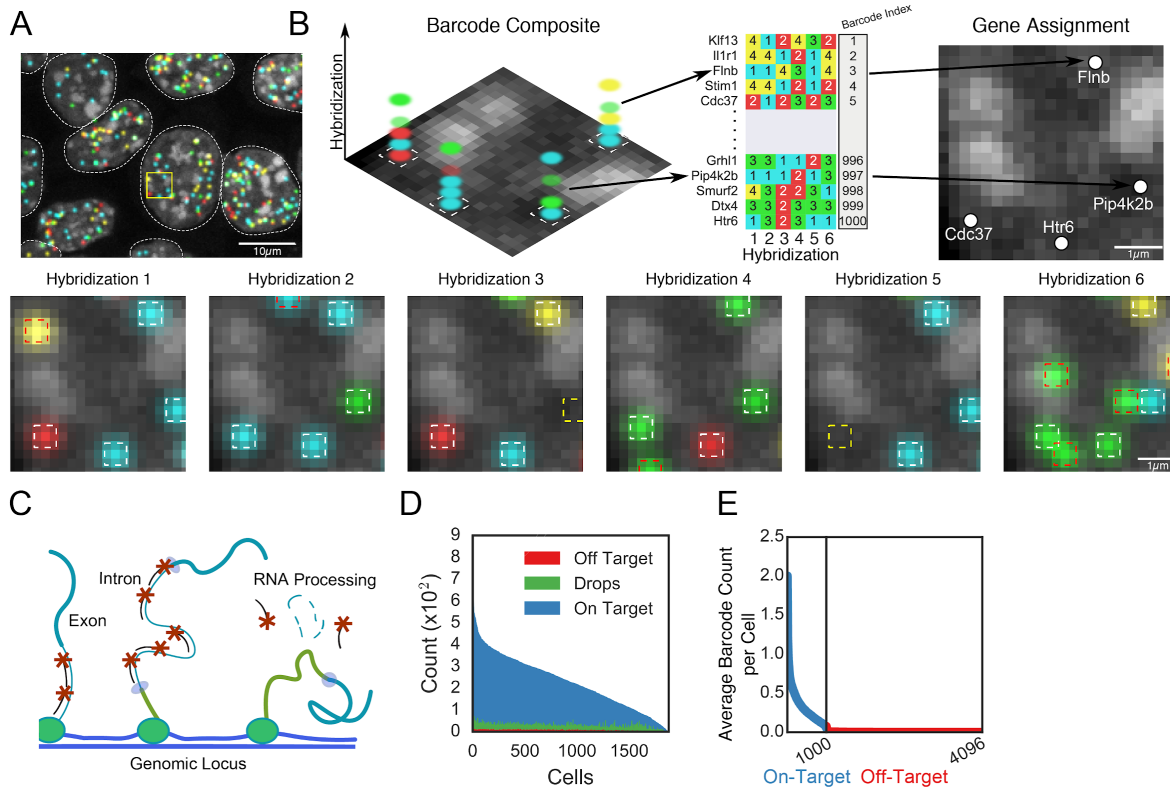 A
10µm
B
Barcode Composite
Hybridization
Barcode Index
Klf13 4 1 2 4 3 2 1
Il1r1 4 4 1 2 1 4 2
Flnb 1 1 4 3 1 4 3
Stim1 4 4 1 2 1 2 4
Cdc37 2 1 2 3 2 3 5
Grhl1 3 3 1 1 2 3 996
Pip4k2b 1 1 1 2 1 3 997
Smurf2 4 3 2 2 3 1 998
Dtx4 3 3 2 3 3 3 999
Htr6 1 3 2 3 1 1 1000
1 2 3 4 5 6
Hybridization
Gene Assignment
Flnb
Pip4k2b
Cdc37
Htr6
1µm
Hybridization 1
Hybridization 2
Hybridization 3
Hybridization 4
Hybridization 5
Hybridization 6
1µm
C
Exon
Intron
RNA Processing
Genomic Locus
D
Count (x10²)
9
8
7
6
5
4
3
2
1
0
Off Target
Drops
On Target
0 500 1000 1500
Cells
E
Average Barcode Count
per Cell
2.5
2.0
1.5
1.0
0.5
0.0
1000
4096
On-Target Off-Target